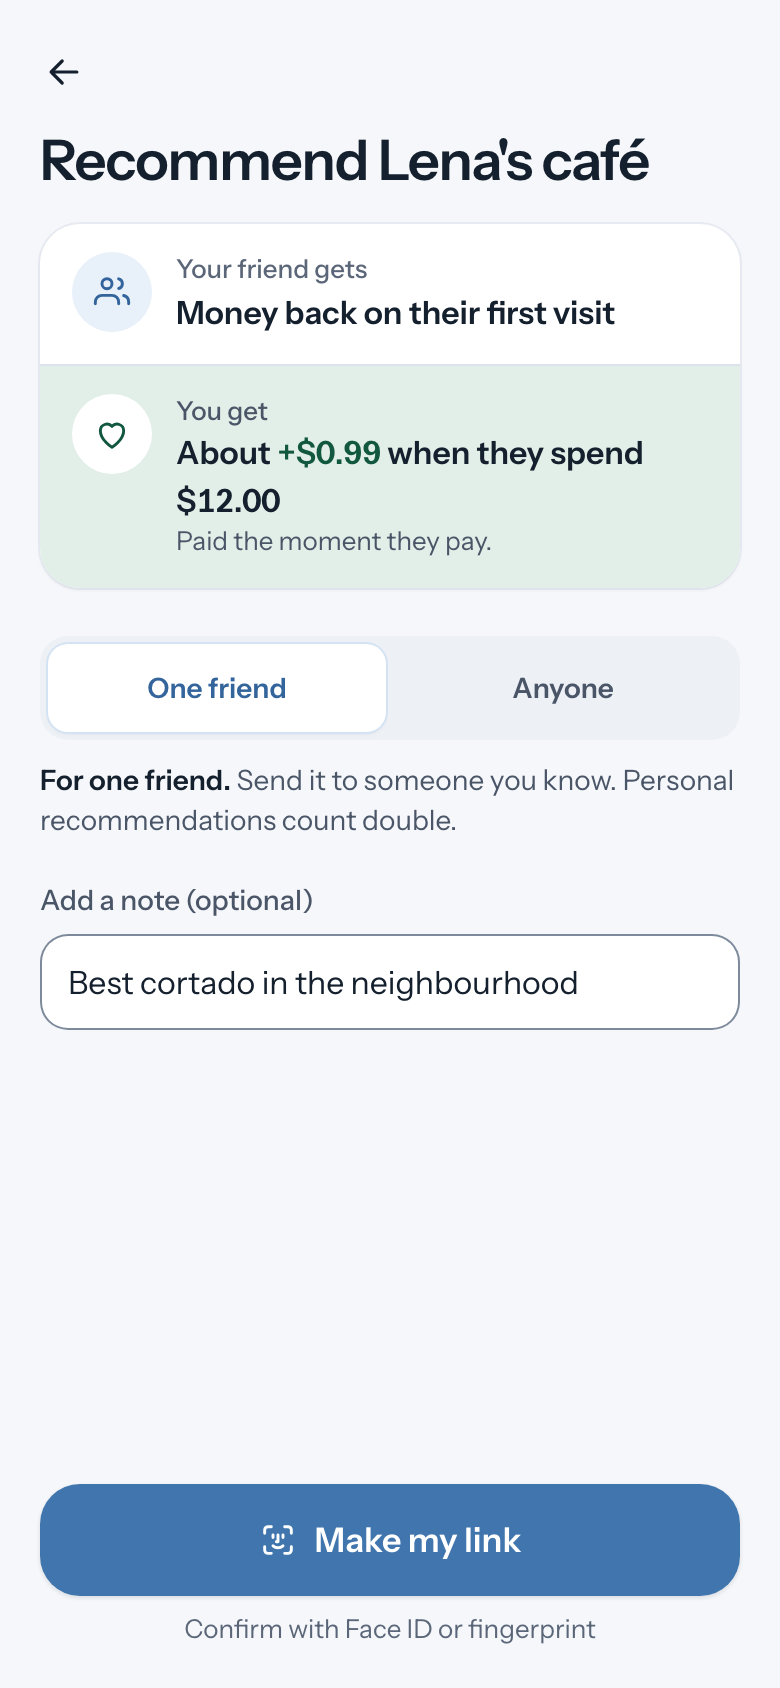 Recommend Lena's café
Your friend gets
Money back on their first visit
You get
About +$0.99 when they spend
$12.00
Paid the moment they pay.
One friend
Anyone
For one friend. Send it to someone you know. Personal
recommendations count double.
Add a note (optional)
Best cortado in the neighbourhood
Make my link
Confirm with Face ID or fingerprint